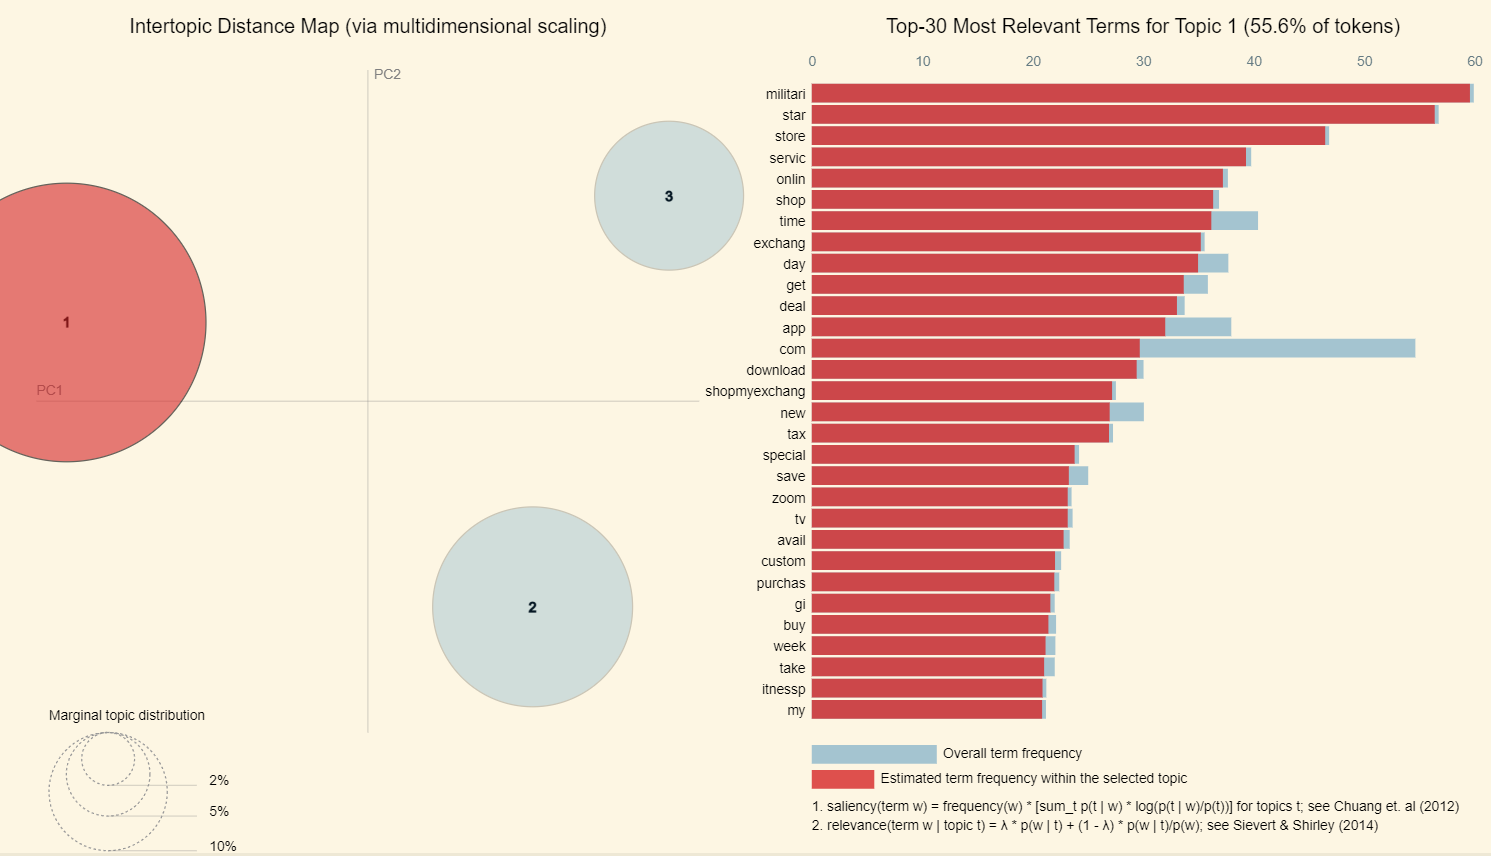 Intertopic Distance Map (via multidimensional scaling)
PC2
3
1
PC1
2
Marginal topic distribution
2%
5%
10%
Top-30 Most Relevant Terms for Topic 1 (55.6% of tokens)
0 10 20 30 40 50 60
militari
star
store
servic
onlin
shop
time
exchang
day
get
deal
app
com
download
shopmyexchang
new
tax
special
save
zoom
tv
avail
custom
purchas
gi
buy
week
take
itnessp
my
Overall term frequency
Estimated term frequency within the selected topic
1. saliency(term w) = frequency(w) * [sum_t p(t | w) * log(p(t | w)/p(t))] for topics t; see Chuang et. al (2012)
2. relevance(term w | topic t) = λ * p(w | t) + (1 - λ) * p(w | t)/p(w); see Sievert & Shirley (2014)